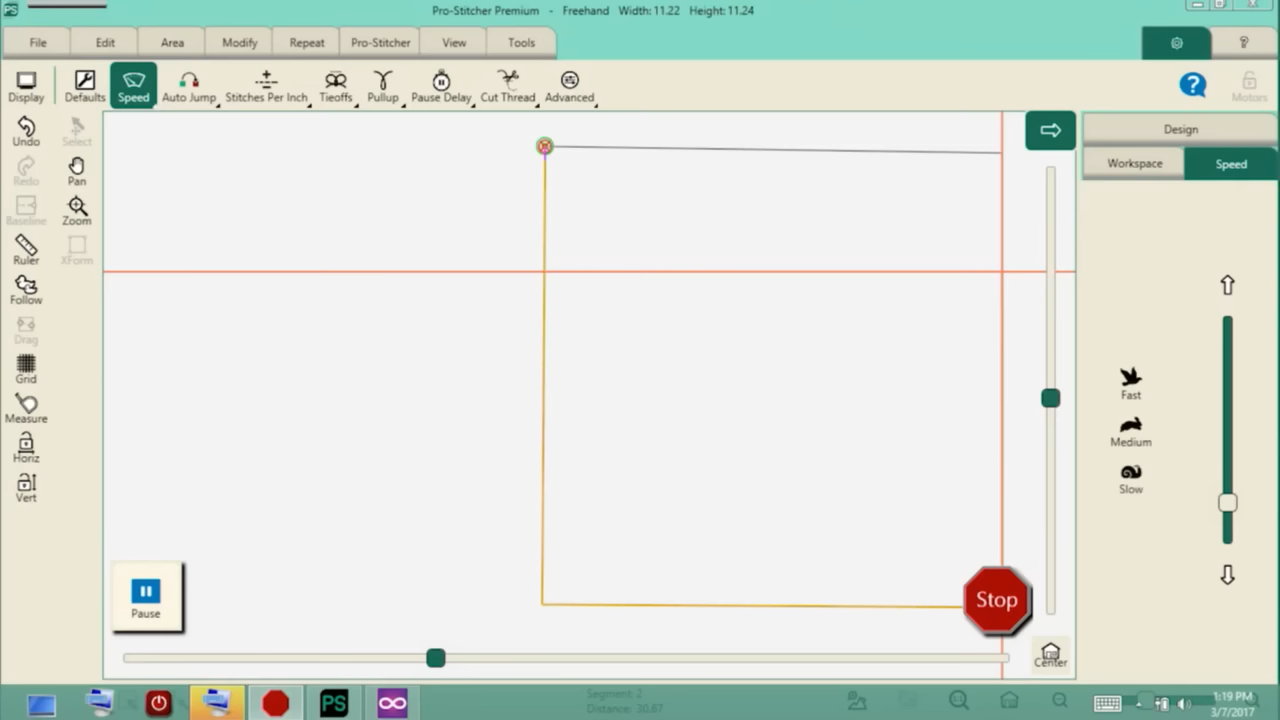 Pro-Stitcher Premium - Freehand Width: 11.22 Height: 11.24
File Edit Area Modify Repeat Pro-Stitcher View Tools ?
Display Defaults Speed Auto Jump Stitches Per Inch Tieoffs Pullup Pause Delay Cut Thread Advanced ? Motors
Undo Select
Redo Pan
Baseline Zoom
Ruler XForm
Follow
Drag
Grid
Measure
Horiz
Vert
Design
Workspace Speed
Fast
Medium
Slow
Pause
Stop
Center
PS
Segment: 2
Distance: 30.67
1:19 PM
3/7/2017